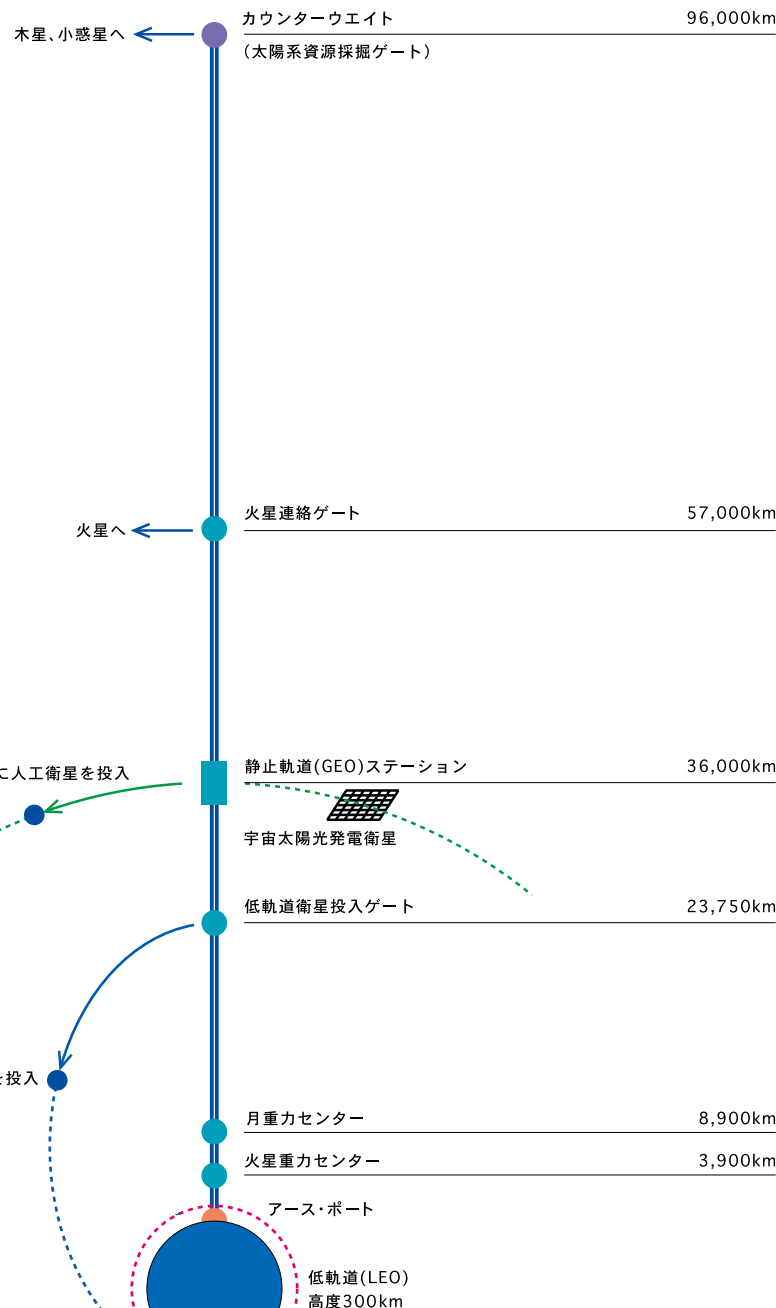 カウンターウエイト 96,000km
木星、小惑星へ
（太陽系資源採掘ゲート）
火星連絡ゲート 57,000km
火星へ
静止軌道(GEO)ステーション 36,000km
に人工衛星を投入
宇宙太陽光発電衛星
低軌道衛星投入ゲート 23,750km
を投入
月重力センター 8,900km
火星重力センター 3,900km
アース・ポート
低軌道(LEO)
高度300km